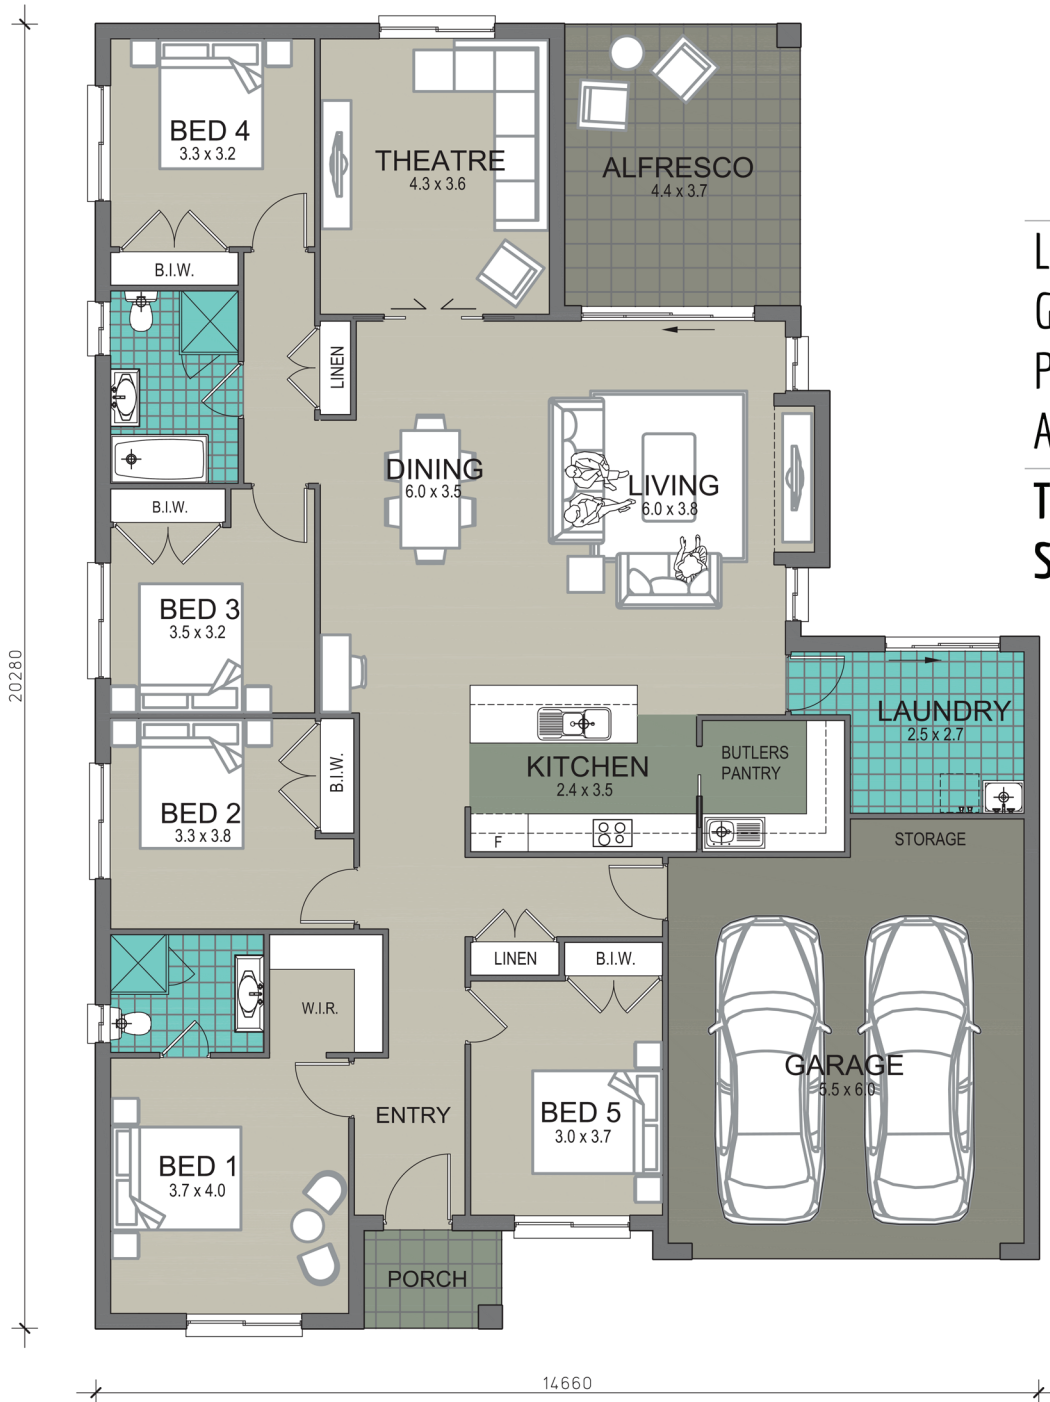 BED 4
3.3 x 3.2
THEATRE
4.3 x 3.6
ALFRESCO
4.4 x 3.7
B.I.W.
LINEN
B.I.W.
DINING
6.0 x 3.5
LIVING
6.0 x 3.8
BED 3
3.5 x 3.2
20280
LAUNDRY
2.5 x 2.7
KITCHEN
2.4 x 3.5
BUTLERS
PANTRY
BED 2
3.3 x 3.8
B.I.W.
F
STORAGE
LINEN
B.I.W.
W.I.R.
GARAGE
5.5 x 6.0
ENTRY
BED 5
3.0 x 3.7
BED 1
3.7 x 4.0
PORCH
14660
L
G
P
A
T
S